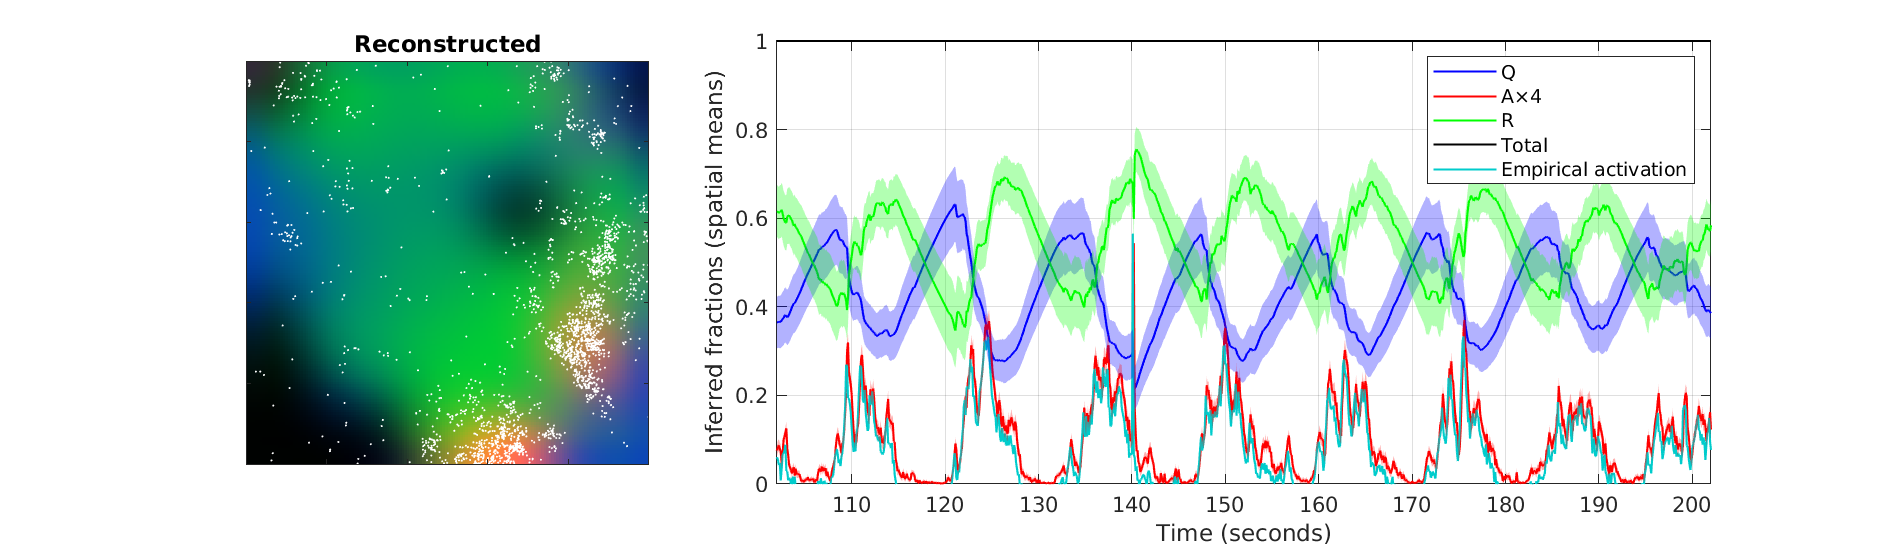 Reconstructed
Inferred fractions (spatial means)
1
0.8
0.6
0.4
0.2
0
Q
A×4
R
Total
Empirical activation
110 120 130 140 150 160 170 180 190 200
Time (seconds)